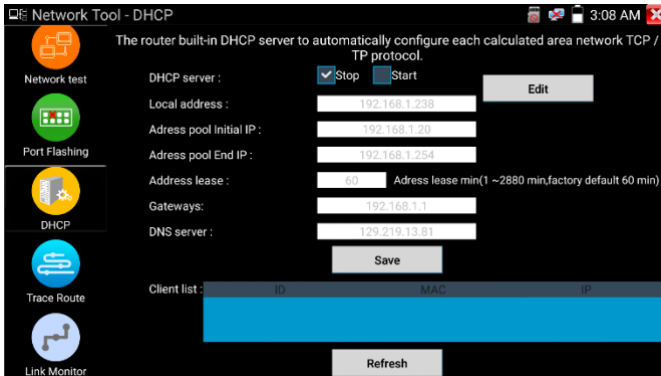 Network Tool - DHCP
3:08 AM
The router built-in DHCP server to automatically configure each calculated area network TCP /
TP protocol.
Network test
DHCP server :
Stop
Start
Edit
Local address :
192.168.1.238
Adress pool Initial IP :
192.168.1.20
Port Flashing
Adress pool End IP :
192.168.1.254
Address lease :
60
Adress lease min(1 ~2880 min,factory default 60 min)
Gateways:
192.168.1.1
DHCP
DNS server :
129.219.13.81
Save
Client list :
ID
MAC
IP
Trace Route
Refresh
Link Monitor